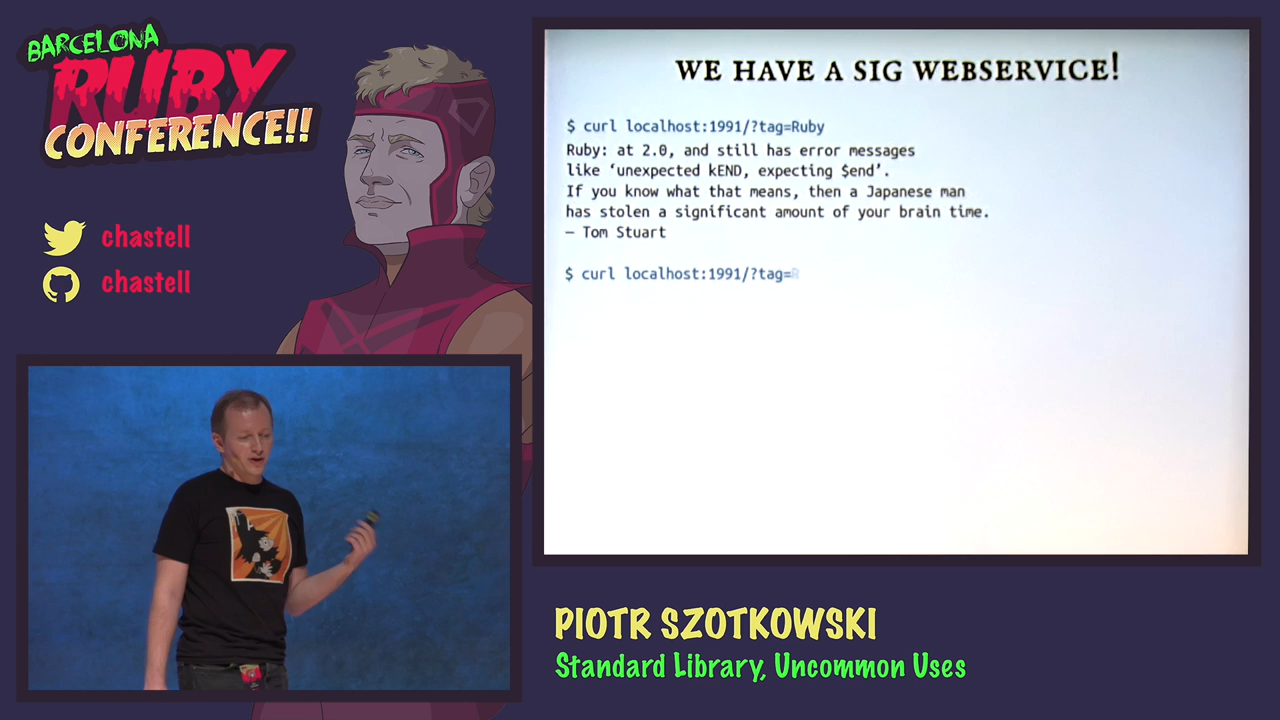 BARCELONA
RUBY
CONFERENCE!!
chastell
chastell
WE HAVE A SIG WEBSERVICE!
$ curl localhost:1991/?tag=Ruby
Ruby: at 2.0, and still has error messages
like ‘unexpected kEND, expecting $end’.
If you know what that means, then a Japanese man
has stolen a significant amount of your brain time.
— Tom Stuart
$ curl localhost:1991/?tag=R
PIOTR SZOTKOWSKI
Standard Library, Uncommon Uses